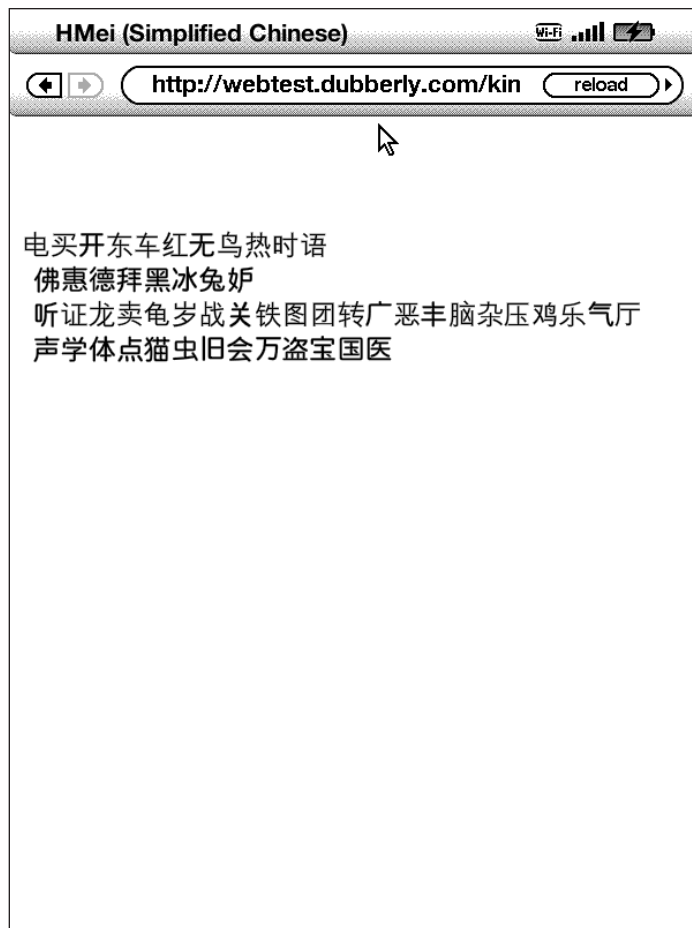 HMei (Simplified Chinese)
Wi-Fi
http://webtest.dubberly.com/kin
reload
电买开东车红无鸟热时语
佛惠德拜黑冰兔妒
听证龙卖龟岁战关铁图团转广恶丰脑杂压鸡乐气厅
声学体点猫虫旧会万盗宝国医